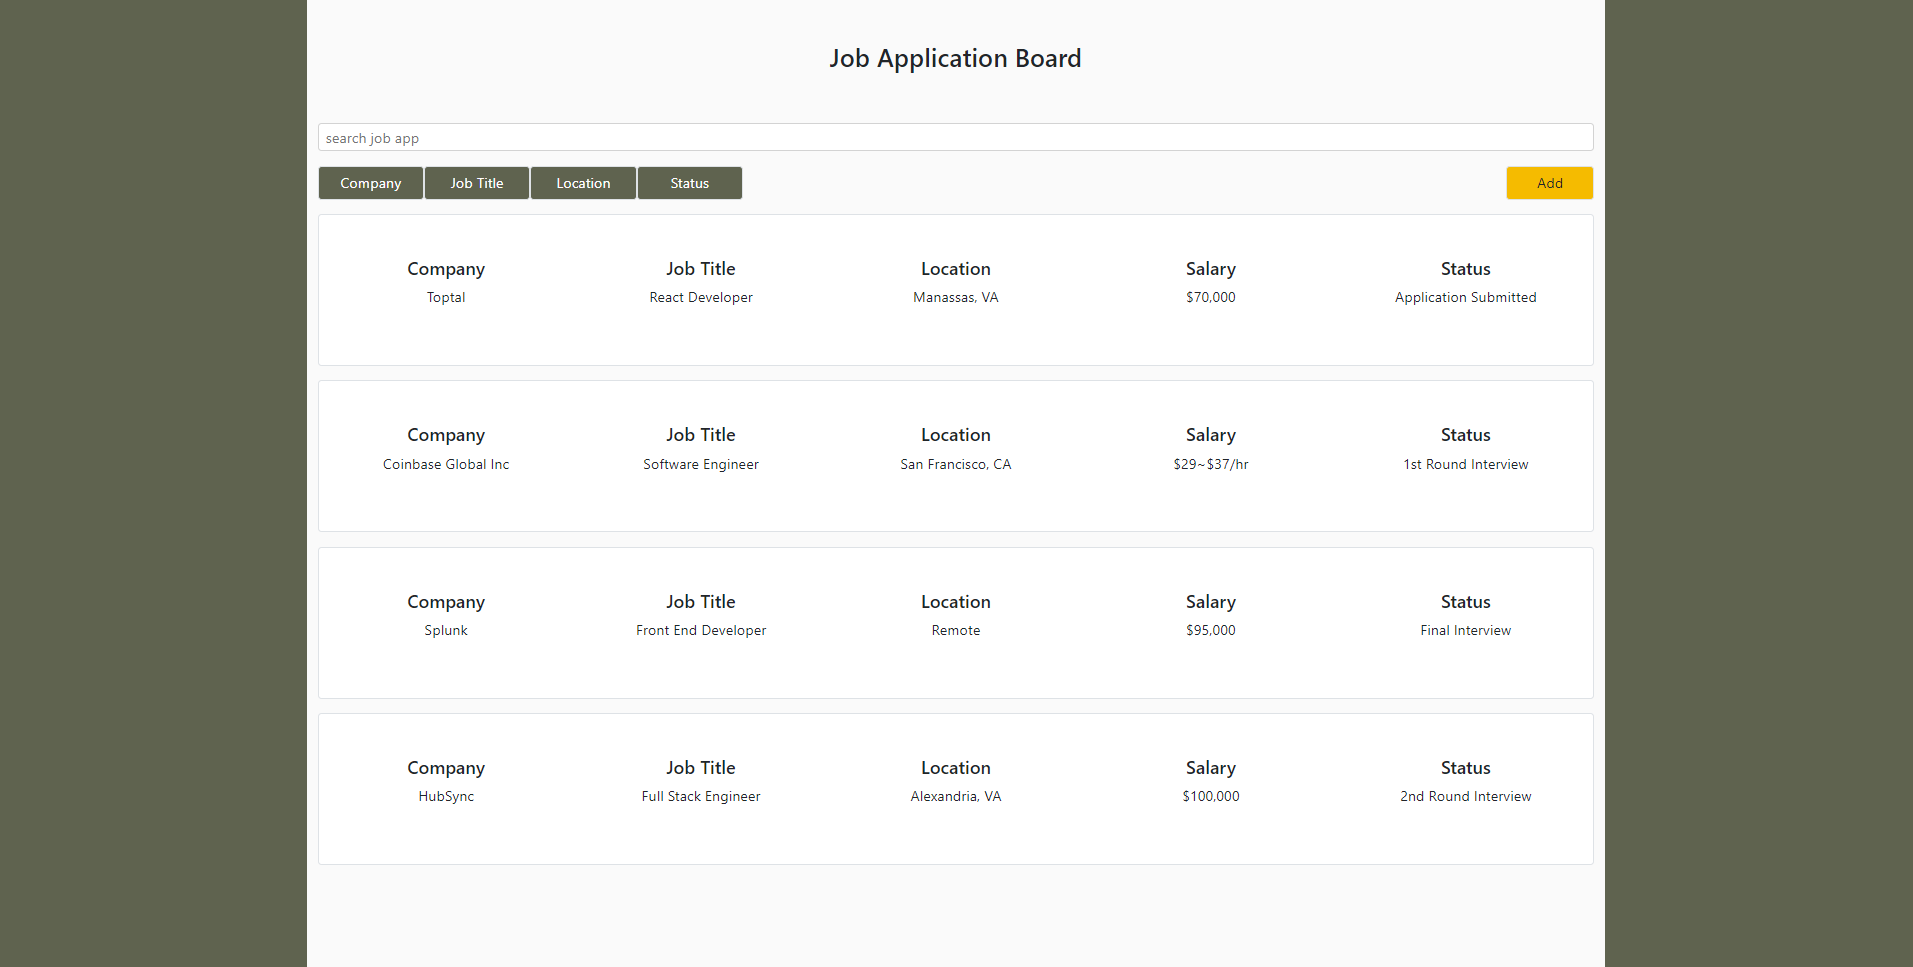 Job Application Board
search job app
Company Job Title Location Status Add
Company Job Title Location Salary Status
Toptal React Developer Manassas, VA $70,000 Application Submitted
Company Job Title Location Salary Status
Coinbase Global Inc Software Engineer San Francisco, CA $29~$37/hr 1st Round Interview
Company Job Title Location Salary Status
Splunk Front End Developer Remote $95,000 Final Interview
Company Job Title Location Salary Status
HubSync Full Stack Engineer Alexandria, VA $100,000 2nd Round Interview